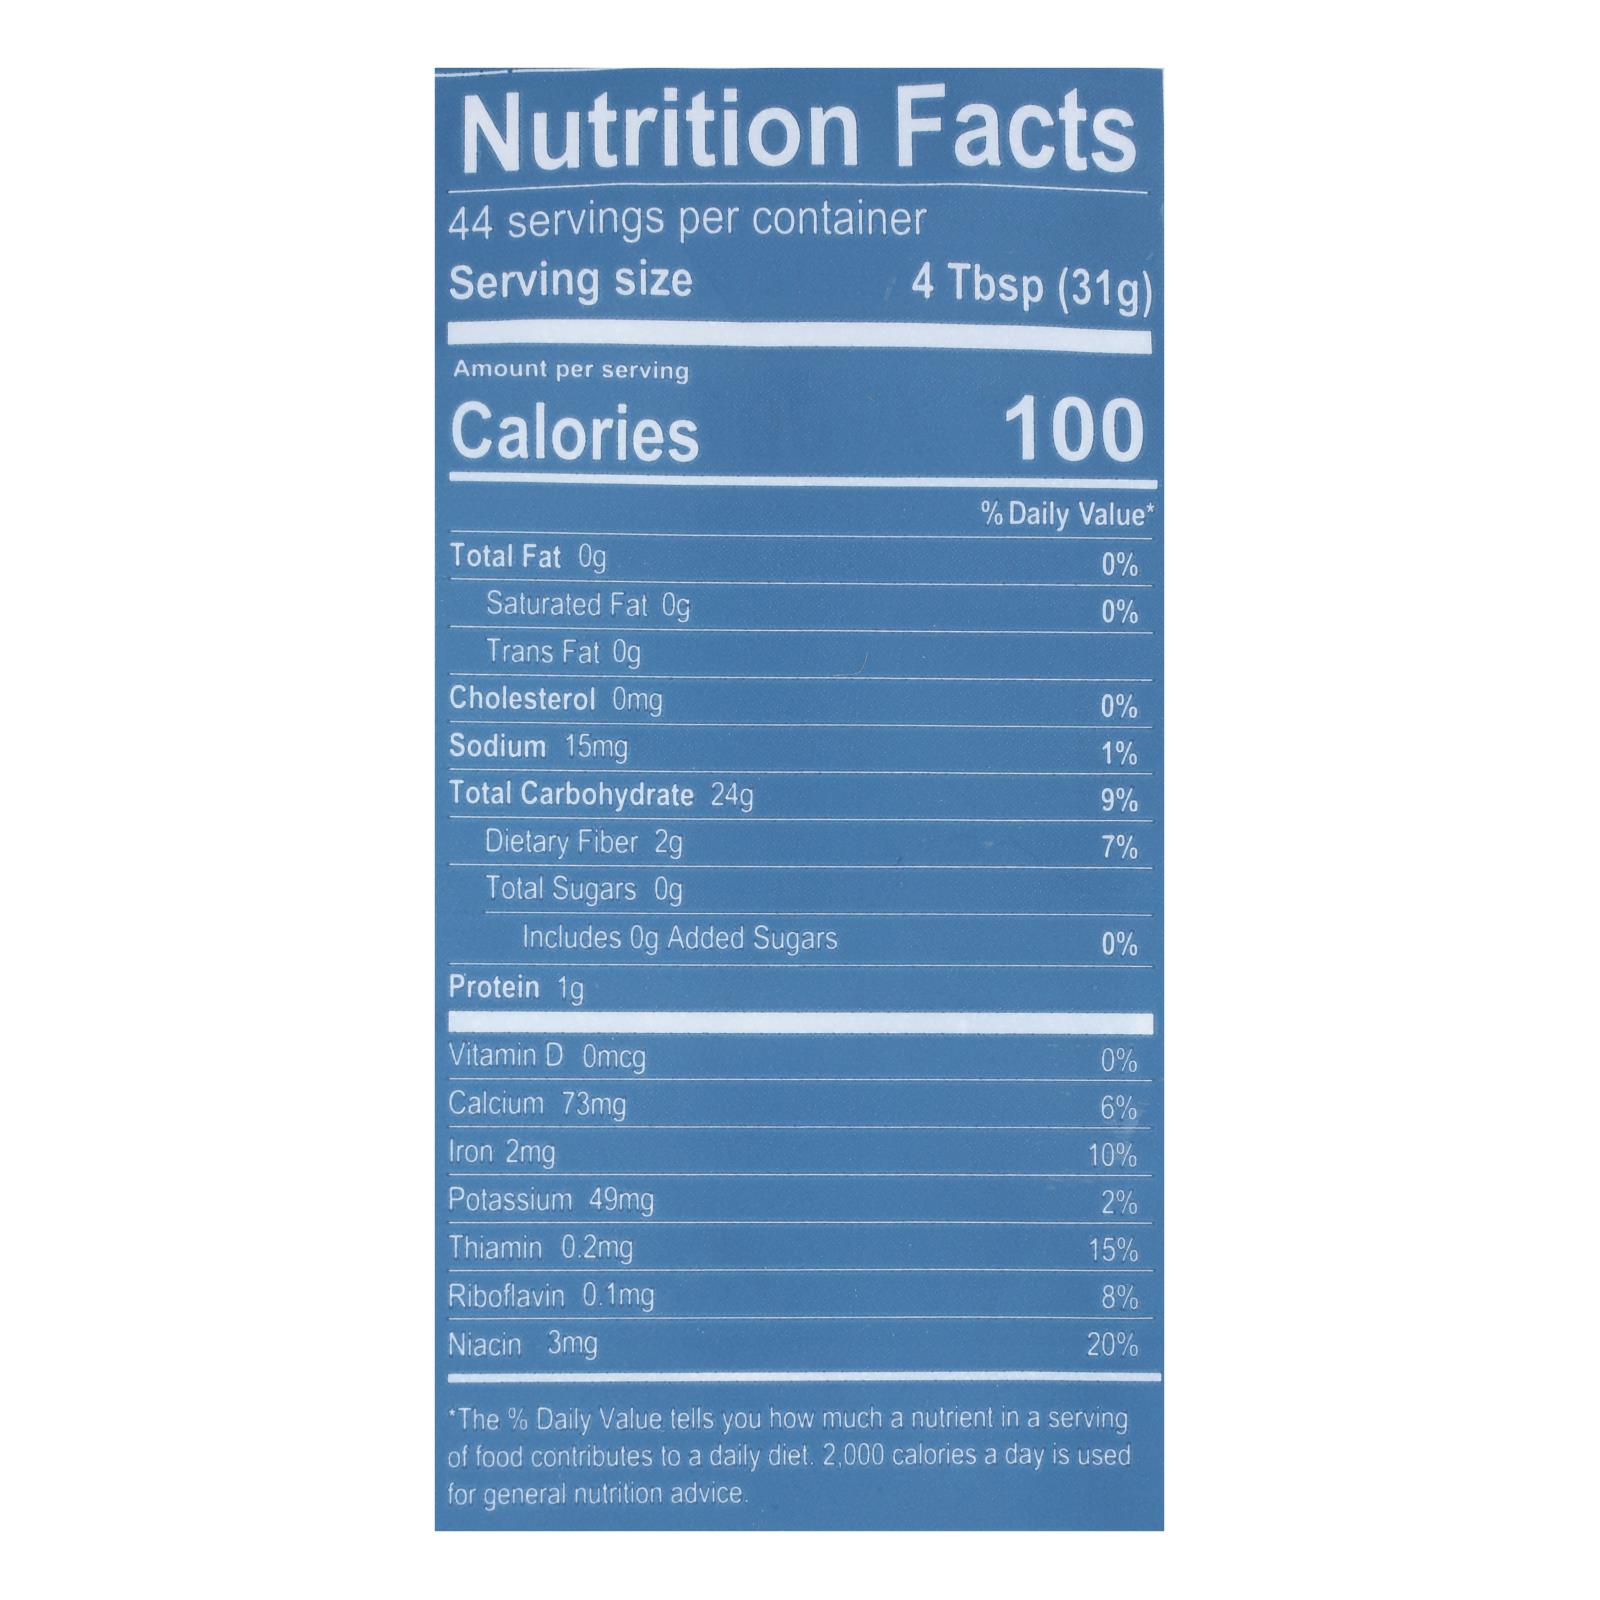 Nutrition Facts
44 servings per container
Serving size 4 Tbsp (31g)
Amount per serving
Calories 100
% Daily Value*
Total Fat 0g 0%
Saturated Fat 0g 0%
Trans Fat 0g
Cholesterol 0mg 0%
Sodium 15mg 1%
Total Carbohydrate 24g 9%
Dietary Fiber 2g 7%
Total Sugars 0g
Includes 0g Added Sugars 0%
Protein 1g
Vitamin D 0mcg 0%
Calcium 73mg 6%
Iron 2mg 10%
Potassium 49mg 2%
Thiamin 0.2mg 15%
Riboflavin 0.1mg 8%
Niacin 3mg 20%
*The % Daily Value tells you how much a nutrient in a serving
of food contributes to a daily diet. 2,000 calories a day is used
for general nutrition advice.